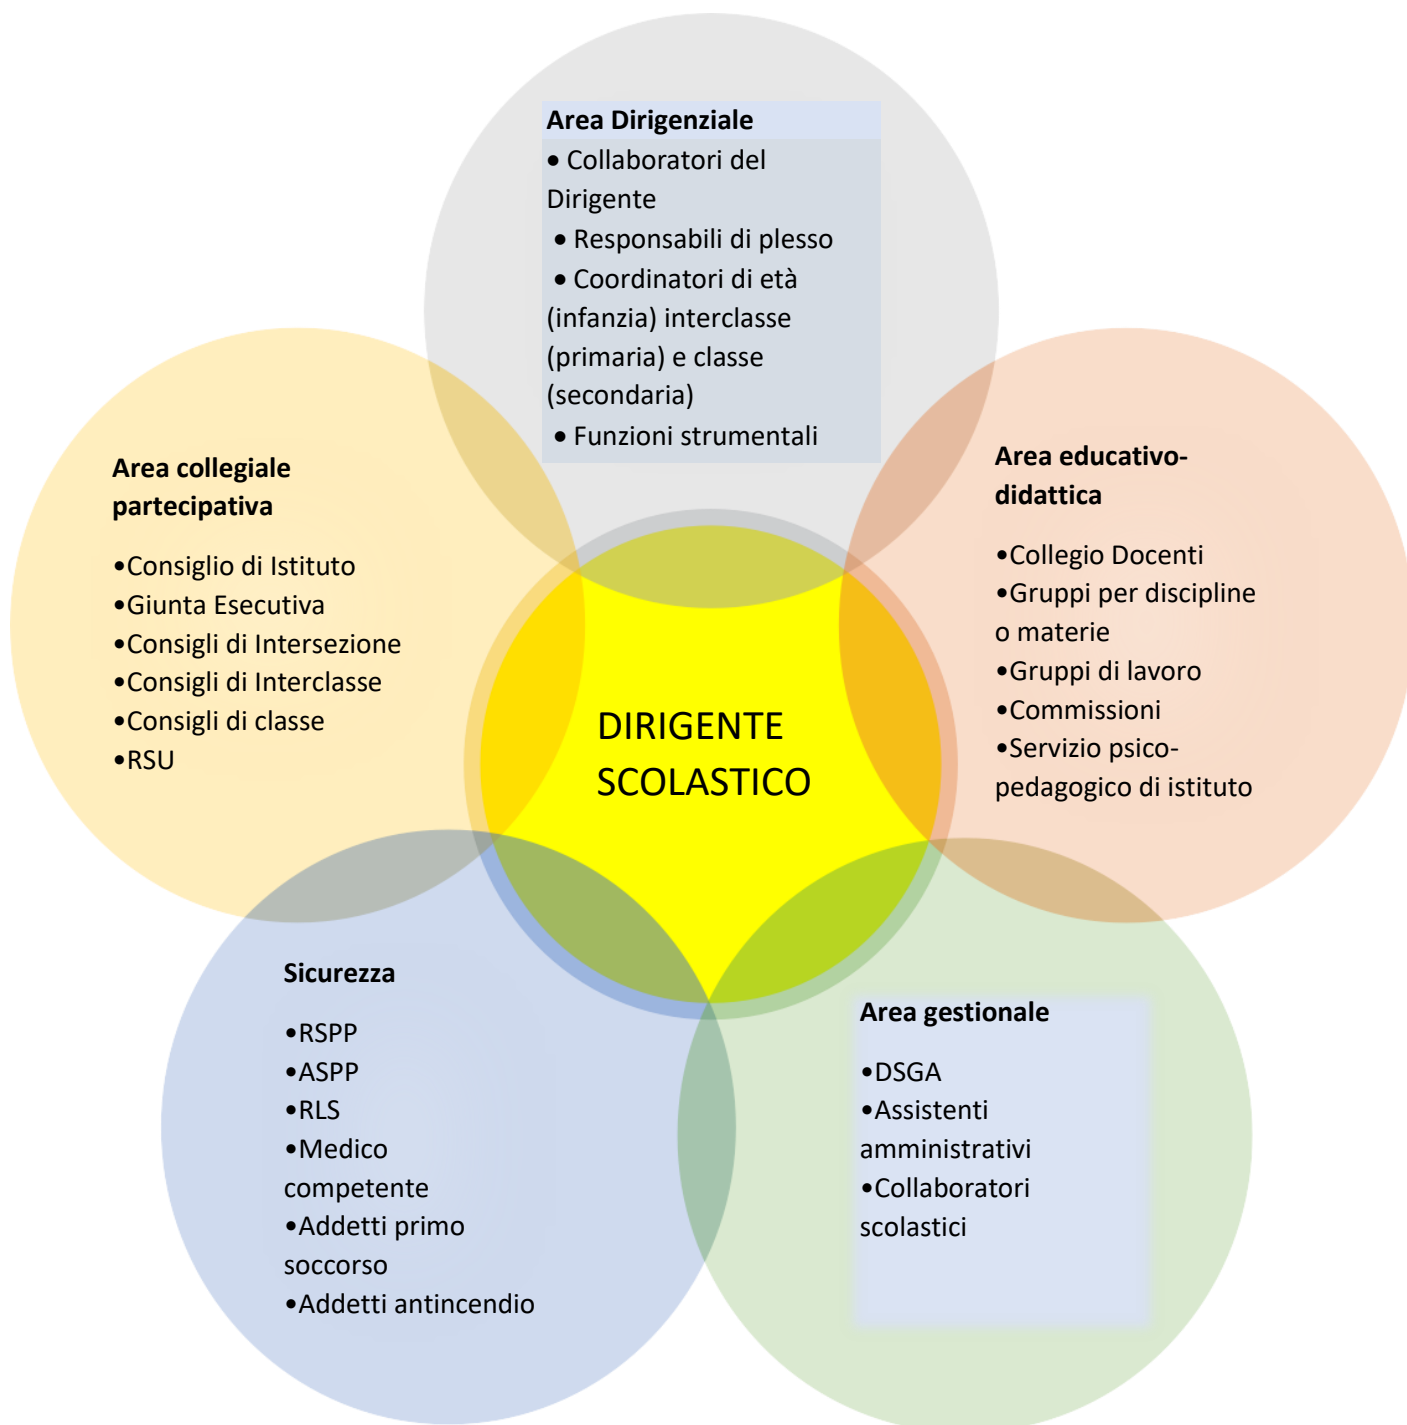 Area Dirigenziale
• Collaboratori del
Dirigente
• Responsabili di plesso
• Coordinatori di età
(infanzia) interclasse
(primaria) e classe
(secondaria)
• Funzioni strumentali
Area collegiale
partecipativa
•Consiglio di Istituto
•Giunta Esecutiva
•Consigli di Intersezione
•Consigli di Interclasse
•Consigli di classe
•RSU
DIRIGENTE
SCOLASTICO
Area educativo-
didattica
•Collegio Docenti
•Gruppi per discipline
o materie
•Gruppi di lavoro
•Commissioni
•Servizio psico-
pedagogico di istituto
Sicurezza
•RSPP
•ASPP
•RLS
•Medico
competente
•Addetti primo
soccorso
•Addetti antincendio
Area gestionale
•DSGA
•Assistenti
amministrativi
•Collaboratori
scolastici